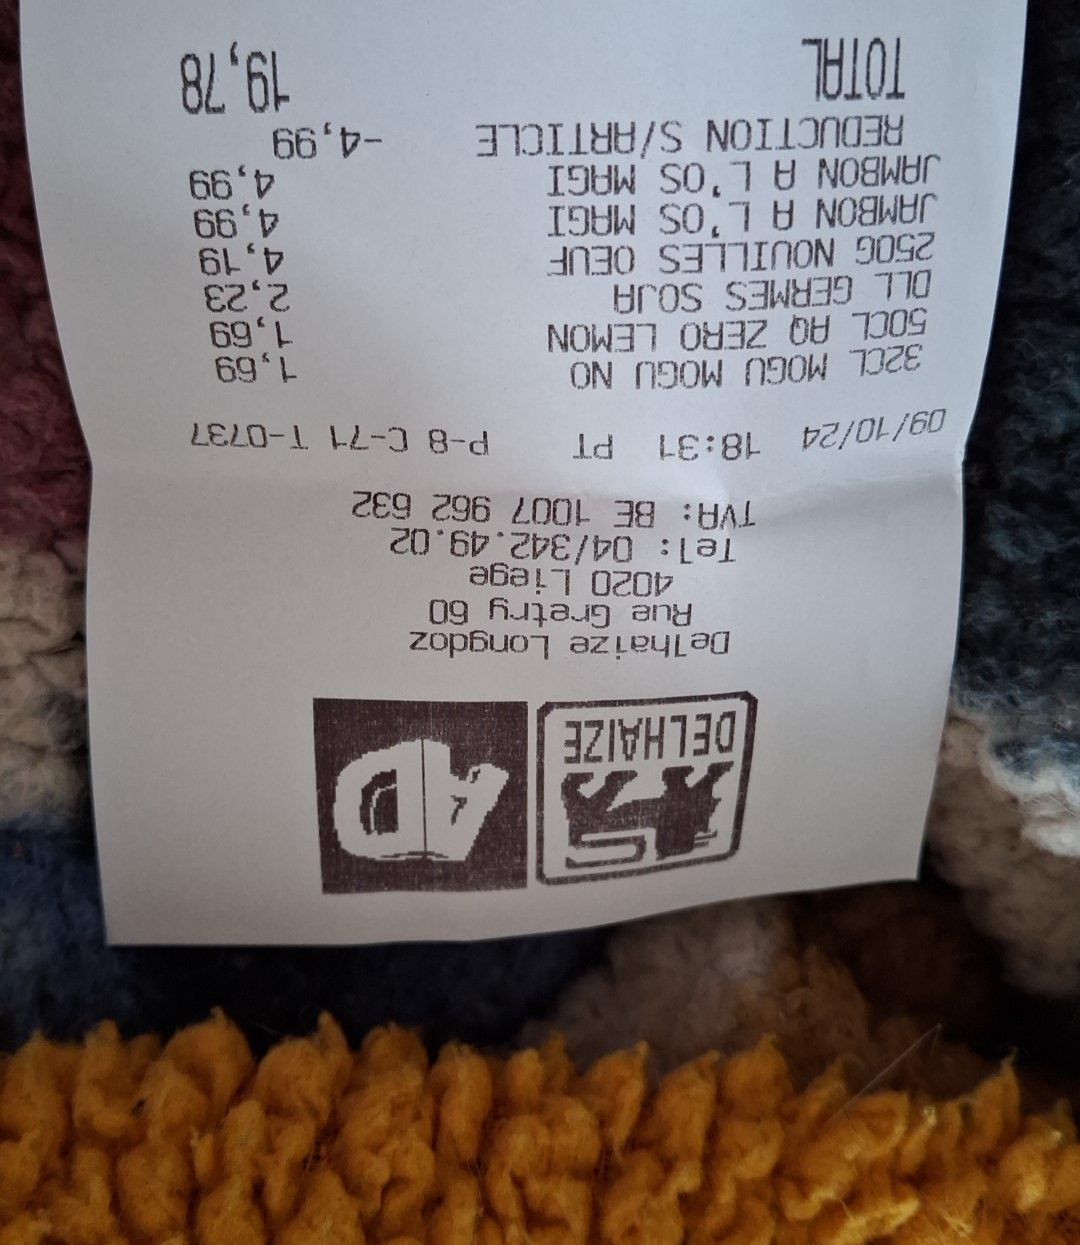 DELHAIZE
AD
Delhaize Longdoz
Rue Gretry 60
4020 Liege
Tel: 04/342.49.02
TVA: BE 1007 962 632
09/10/24 18:31 PT P-8 C-71 T-0737
32CL MOGU MOGU NO 1,69
50CL AQ ZERO LEMON 1,69
DLL GERMES SOJA 2,23
250G NOUILLES OEUF 4,19
JAMBON A L'OS MAGI 4,99
JAMBON A L'OS MAGI 4,99
REDUCTION S/ARTICLE -4,99
TOTAL 19,78